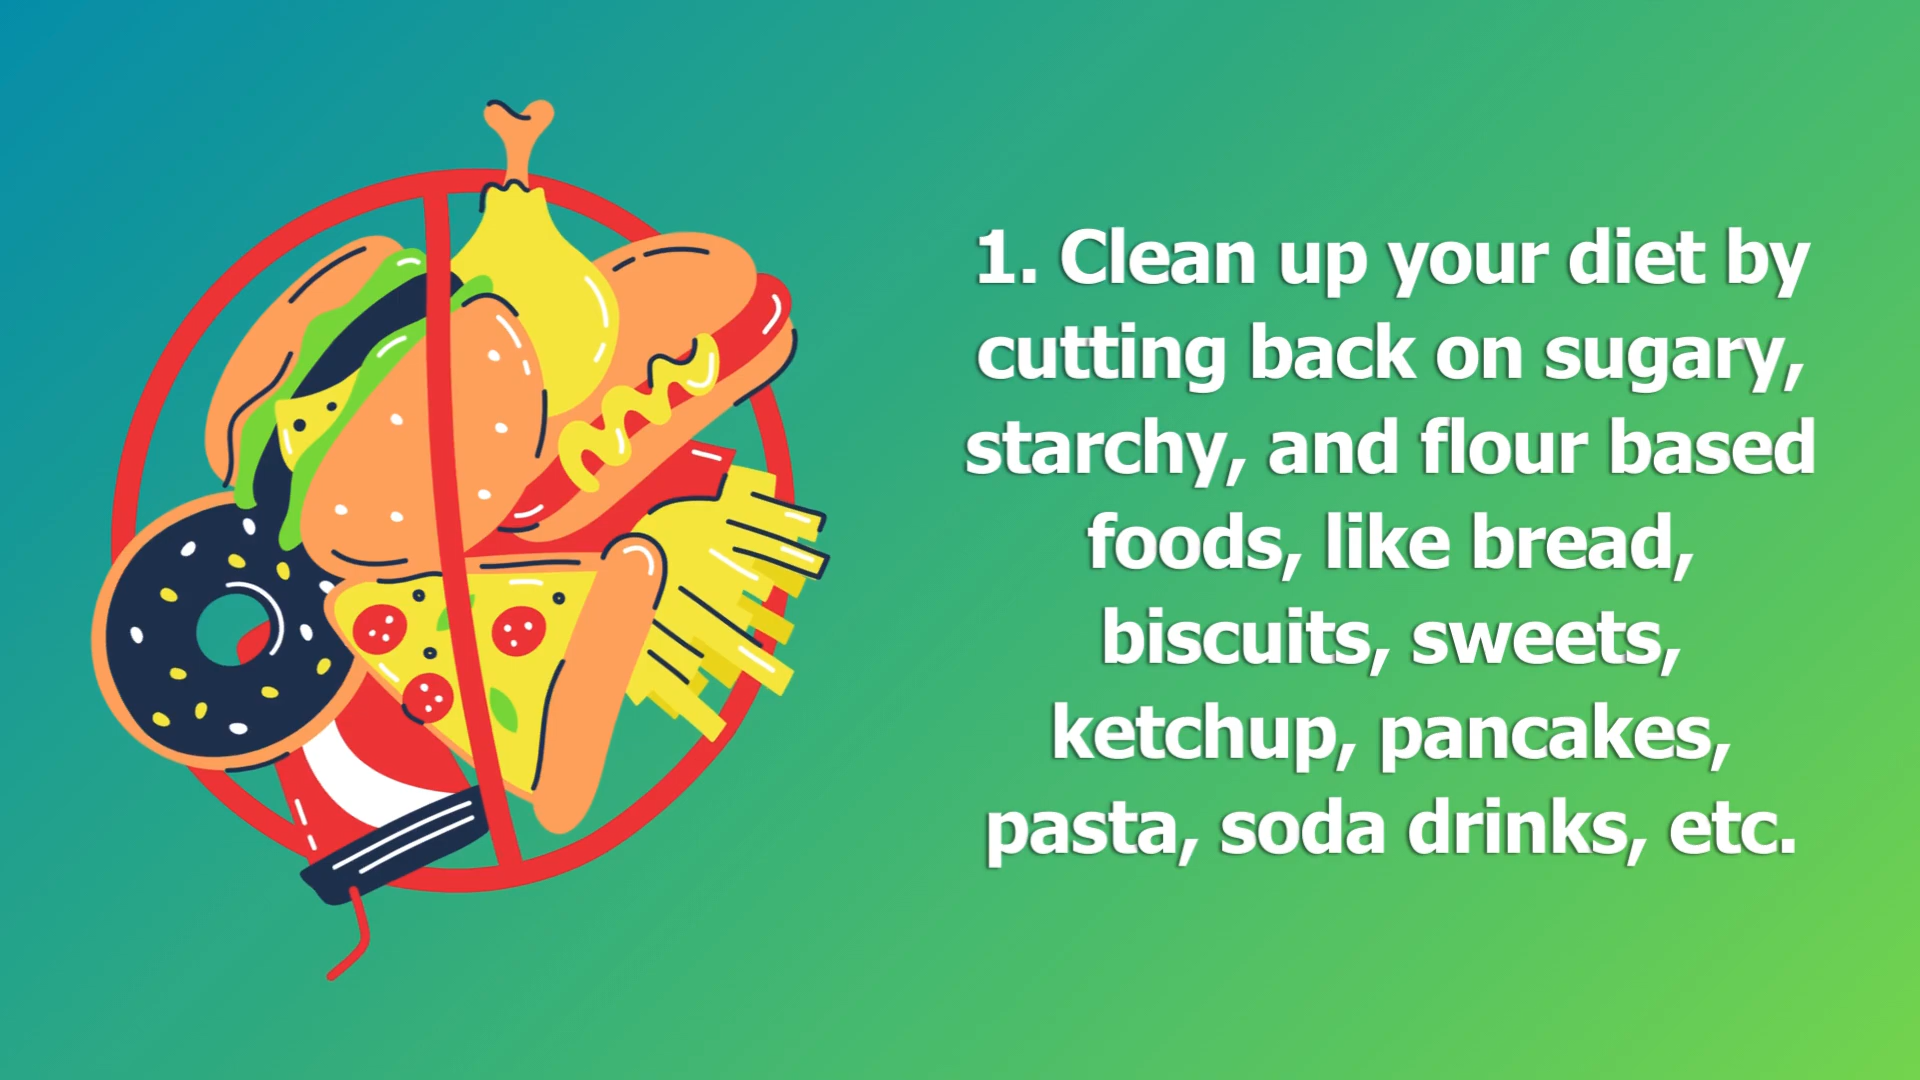 1. Clean up your diet by
cutting back on sugary,
starchy, and flour based
foods, like bread,
biscuits, sweets,
ketchup, pancakes,
pasta, soda drinks, etc.